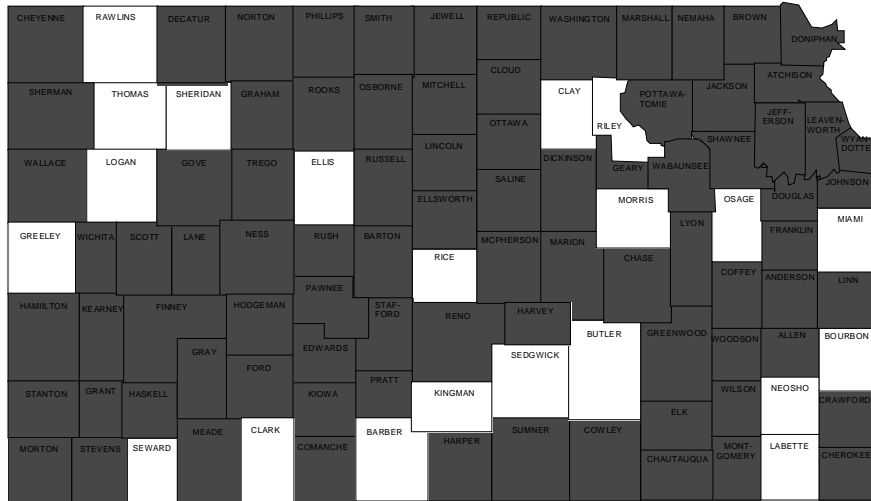 CHEYENNE
RAWLINS
DECATUR
NORTON
PHILLIPS
SMITH
JEWELL
REPUBLIC
WASHINGTON
MARSHALL
NEMAHA
BROWN
DONIPHAN
SHERMAN
THOMAS
SHERIDAN
GRAHAM
ROOKS
OSBORNE
MITCHELL
CLOUD
CLAY
RILEY
POTTAWA-
TOMIE
JACKSON
ATCHISON
JEFF-
ERSON
LEAVEN-
WORTH
WYAN
DOTTE
OTTAWA
LINCOLN
WALLACE
LOGAN
GOVE
TREGO
ELLIS
RUSSELL
DICKINSON
GEARY
WABAUNSEE
SHAWNEE
DOUGLAS
JOHNSON
SALINE
ELLSWORTH
MORRIS
OSAGE
MIAMI
GREELEY
WICHITA
SCOTT
LANE
NESS
RUSH
BARTON
RICE
MCPHERSON
MARION
CHASE
LYON
FRANKLIN
COFFEY
ANDERSON
LINN
HAMIILTON
KEARNEY
FINNEY
HODGEMAN
PAWNEE
STAF-
FORD
RENO
HARVEY
BUTLER
GREENWOOD
WOODSON
ALLEN
BOURBON
GRAY
FORD
EDWARDS
SEDGWICK
STANTON
GRANT
HASKELL
KIOWA
PRATT
KINGMAN
ELK
WILSON
NEOSHO
CRAWFORD
MORTON
STEVENS
SEWARD
MEADE
CLARK
COMANCHE
BARBER
HARPER
SUMNER
COWLEY
CHAUTAUQUA
MONT-
GOMERY
LABETTE
CHEROKEE